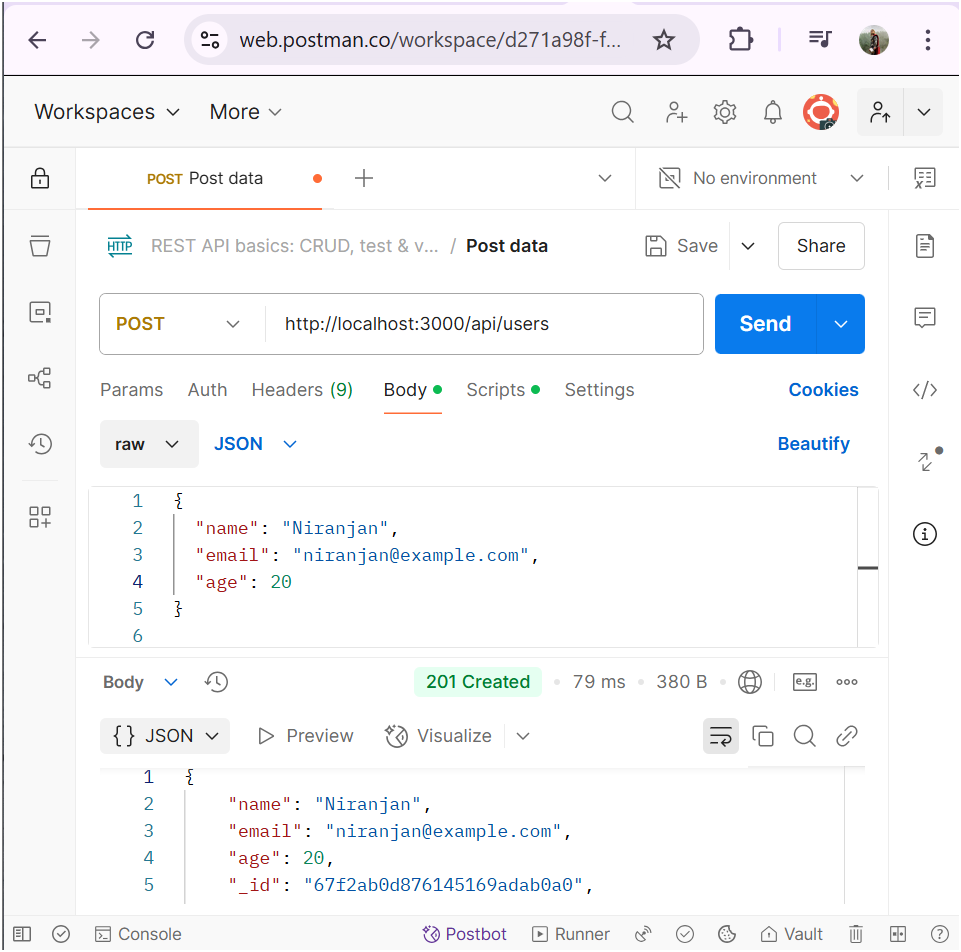 web.postman.co/workspace/d271a98f-f...
Workspaces More
POST Post data No environment
HTTP REST API basics: CRUD, test & v... / Post data Save Share
POST http://localhost:3000/api/users Send
Params Auth Headers (9) Body Scripts Settings Cookies
raw JSON Beautify
1 {
2 "name": "Niranjan",
3 "email": "niranjan@example.com",
4 "age": 20
5 }
6
Body 201 Created 79 ms 380 B e.g.
{} JSON Preview Visualize
1 {
2 "name": "Niranjan",
3 "email": "niranjan@example.com",
4 "age": 20,
5 "_id": "67f2ab0d876145169adab0a0",
Console Postbot Runner Vault